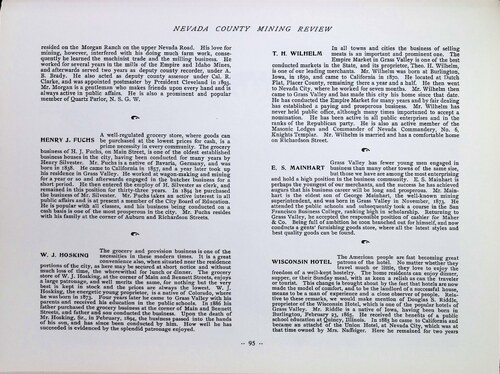 NEVADA COUNTY MINING REVIEW
resided on the Morgan Ranch on the upper Nevada Road. His love for
mining, however, interfered with his doing much farm work, conse-
quently he learned the machinist trade and the milling business. He
worked for several years in the mills of the Empire and Idaho Mines,
and afterwards served two years as deputy county recorder, under A.
B. Brady. He also acted as deputy county assessor under Cal. R.
Clarke, and was appointed postmaster by President Cleveland in 1893.
Mr. Morgan is a gentleman who makes friends upon every hand and is
always active in public affairs. He is also a prominent and popular
member of Quartz Parlor, N. S. G. W.
HENRY J. FUCHS
A well-regulated grocery store, where goods can
be purchased at the lowest prices for cash, is a
prime necessity in every community. The grocery
business of H. J. Fuchs, on Main Street, is one of the oldest established
business houses in the city, having been conducted for many years by
Henry Silvester. Mr. Fuchs is a native of Bavaria, Germany, and was
born in 1838. He came to California in 1857, and a year later took up
his residence in Grass Valley. He worked at wagon-making and mining
for a year or so and afterwards engaged in the butcher business for a
short period. He then entered the employ of H. Silvester as clerk, and
remained in this position for thirty-three years. In 1894 he purchased
the business of Mr. Silvester. Mr. Fuchs takes an active interest in all
public affairs and is at present a member of the City Board of Education.
He is popular with all classes, and his business being conducted on a
cash basis is one of the most prosperous in the city. Mr. Fuchs resides
with his family at the corner of Auburn and Richardson Streets.
W. J. HOSKING
The grocery and provision business is one of the
necessities in these modern times. It is a great
convenience also, when situated near the residence
portions of the city, as here may be secured at short notice and without
much loss of time, the wherewithal for lunch or dinner. The grocery
store of W. J. Hosking, at the corner of Main and Bennett Streets, enjoys
a large patronage, and well merits the same, for nothing but the very
best is kept in stock and the prices are always the lowest. W. J.
Hosking, the energetic young proprietor, is a native of Colorado, where
he was born in 1873. Four years later he came to Grass Valley with his
parents and received his education in the public schools. In 1886 his
father purchased the grocery business at the corner of Main and Bennett
Streets, and father and son conducted the business. Upon the death of
Mr. Hosking, Sr., in February, 1894, the business passed into the hands
of his son, and has since been conducted by him. How well he has
succeeded is evidenced by the splendid patronage enjoyed.
T. H. WILHELM
In all towns and cities the business of selling
meats is an important and prominent one. The
Empire Market in Grass Valley is one of the best
conducted markets in the State, and its proprietor, Theo. H. Wilhelm,
is one of our leading merchants. Mr. Wilhelm was born at Burlington,
Iowa, in 1850, and came to California in 1870. He located at Dutch
Flat, Placer County, remaining there a year and a half. He then went
to Nevada City, where he worked for seven months. Mr. Wilhelm then
came to Grass Valley and has made this city his home since that date.
He has conducted the Empire Market for many years and by fair dealing
has established a paying and prosperous business. Mr. Wilhelm has
never held public office, although many times importuned to accept a
nomination. He has been active in all public enterprises and in the
ranks of the Republican party. He is also an active member of the
Masonic Lodges and Commander of Nevada Commandery, No. 6,
Knights Templar. Mr. Wilhelm is married and has a comfortable home
on Richardson Street.
E. S. MAINHART
Grass Valley has fewer young men engaged in
business than many other towns of the same size,
but those we have are among the most enterprising
and hold a high position in the business community. E. S. Mainhart is
perhaps the youngest of our merchants, and the success he has achieved
argues that his business career will be long and prosperous. Mr. Main-
hart is the eldest son of George Mainhart, the well-known mining
superintendent, and was born in Grass Valley in November, 1873. He
attended the public schools and subsequently took a course in the
San Francisco Business College, ranking high in scholarship. Returning to
Grass Valley, he accepted the responsible position of cashier for Maher
& Co. Being full of ambition he soon branched out for himself, and now
conducts a gents' furnishing goods store, where all the latest styles and
best quality goods can be found.
WISCONSIN HOTEL
The American people are fast becoming great
patrons of the hotel. No matter whether they
travel much or little, they love to enjoy the
freedom of a well-kept hostelry. The home residents can enjoy dinner,
supper, or their Sunday meal, with as keen a relish as can the traveler
or tourist. This change is brought about by the fact that hotels are now
made the model of comfort, and to be the landlord of a successful house,
means to be a man of experience and a close observer of people. Rela-
tive to these remarks, we would make mention of Douglas S. Riddle,
proprietor of the Wisconsin Hotel, which is one of the popular hotels of
Grass Valley. Mr. Riddle is a native of Iowa, having been born in
Burlington, February 23, 1865. He received the benefits of a public
school education at Quincy, Illinois. In 1885 he came to California and
became an attaché of the Union Hotel, at Nevada City, which was at
that time owned by Mrs. Naffziger. Here he remained for two years
– 95 –